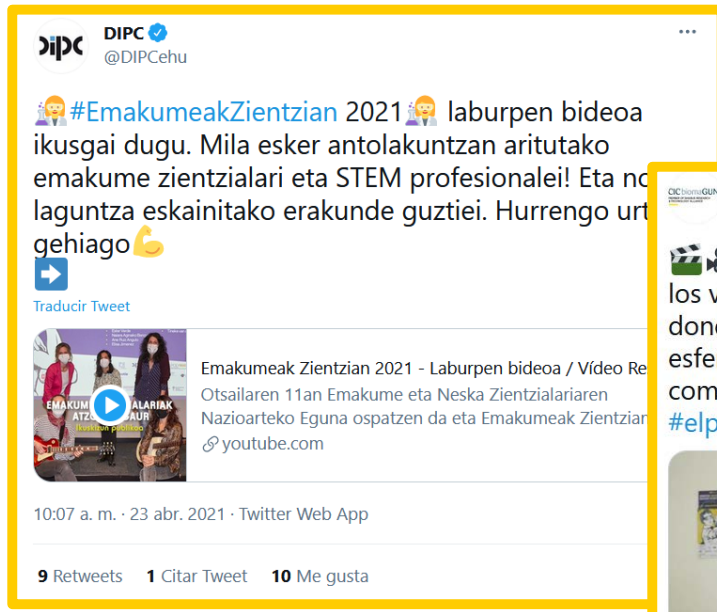 DIPC
@DIPCehu
#EmakumeakZientzian 2021 laburpen bideoa
ikusgai dugu. Mila esker antolakuntzan aritutako
emakume zientzialari eta STEM profesionalei! Eta
laguntza eskainitako erakunde guztiei. Hurrengo
gehiago
Traducir Tweet
Emakumeak Zientzian 2021 - Laburpen bideoa / Vídeo
Otsailaren 11an Emakume eta Neska Zientzialariaren
Nazioarteko Eguna ospatzen da eta Emakumeak Zientzian
youtube.com
10:07 a. m. · 23 abr. 2021 · Twitter Web App
9 Retweets 1 Citar Tweet 10 Me gusta
CIC biomaGUN
los
esfe
com
#elp